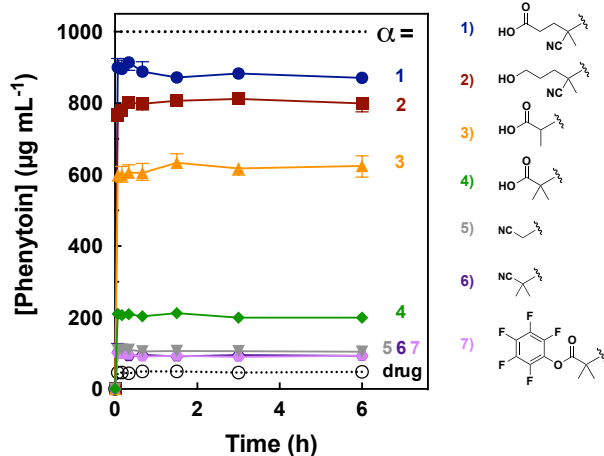 [Phenytoin] (µg mL⁻¹)
1000
800
600
400
200
0
0
2
4
6
Time (h)
α =
1
2
3
4
5 6 7
drug
1)
O
HO
NC
2)
HO
NC
3)
O
HO
4)
O
HO
5)
NC
6)
NC
7)
F
F
F
F
F
O
O